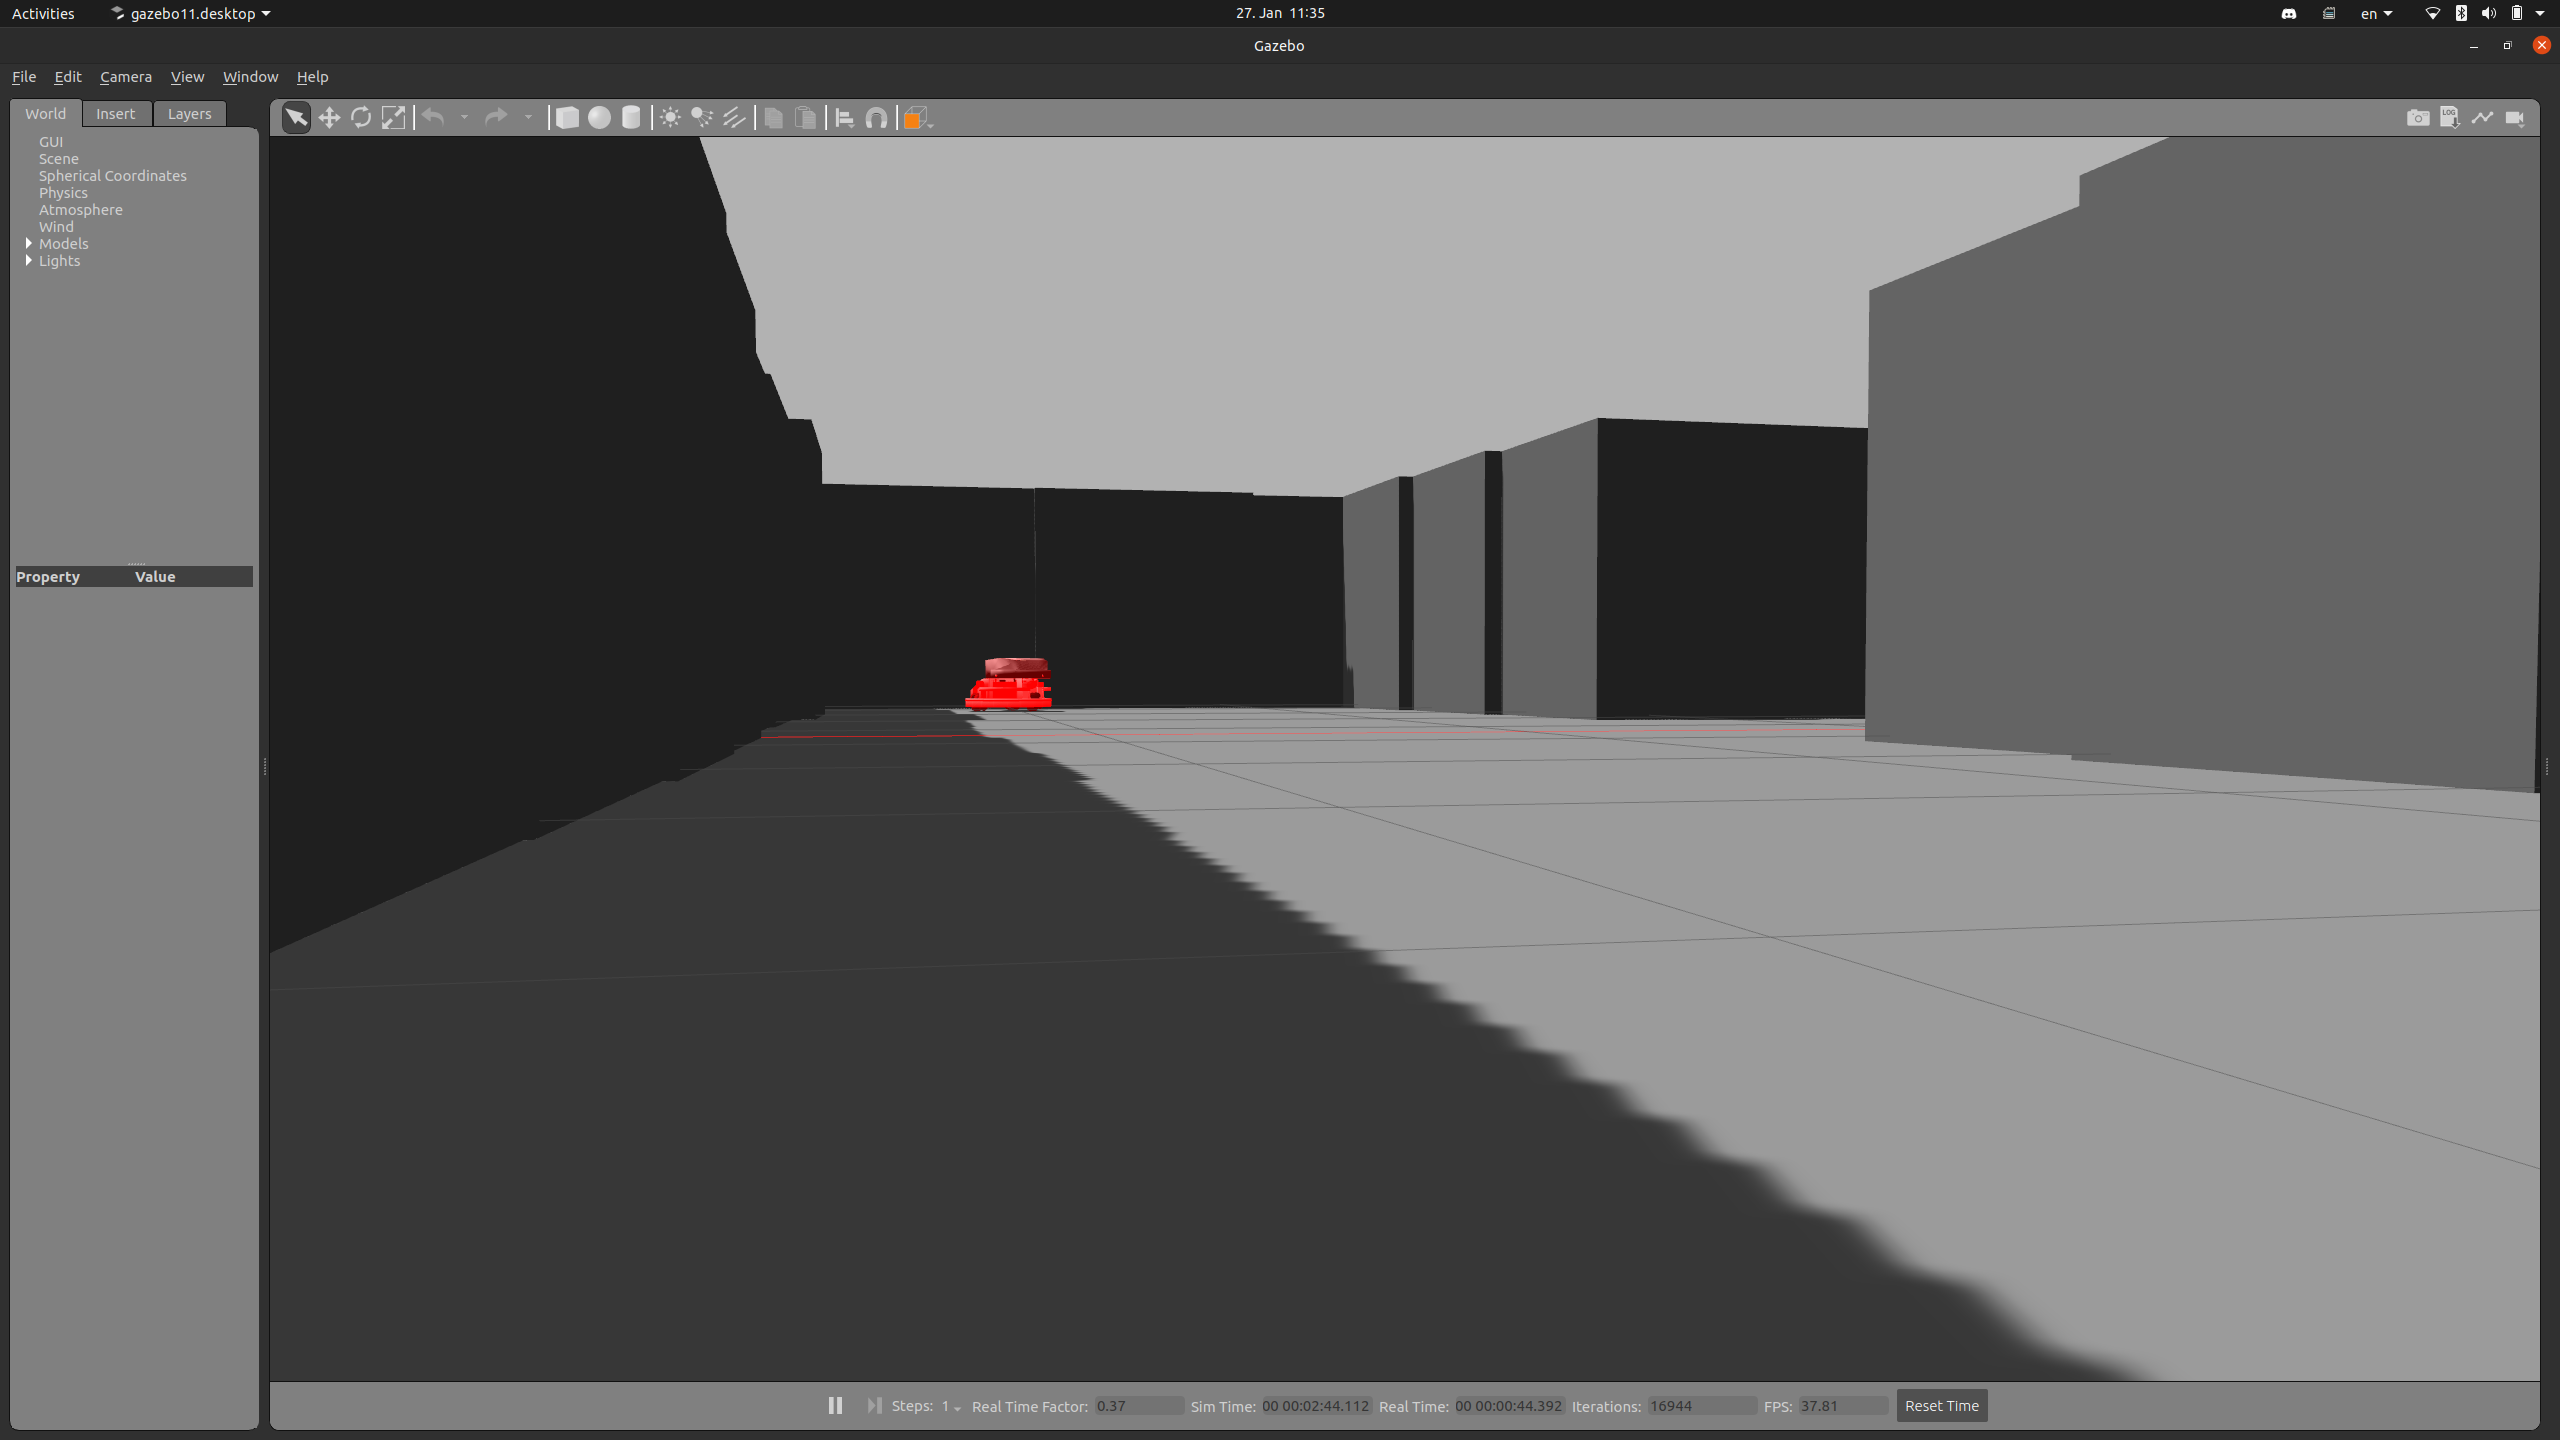 Activities gazebo11.desktop 27. Jan 11:35 en
Gazebo
File Edit Camera View Window Help
World Insert Layers
LOG
GUI
Scene
Spherical Coordinates
Physics
Atmosphere
Wind
Models
Lights
Property Value
Steps: 1 Real Time Factor: 0.37 Sim Time: 00 00:02:44.112 Real Time: 00 00:00:44.392 Iterations: 16944 FPS: 37.81 Reset Time